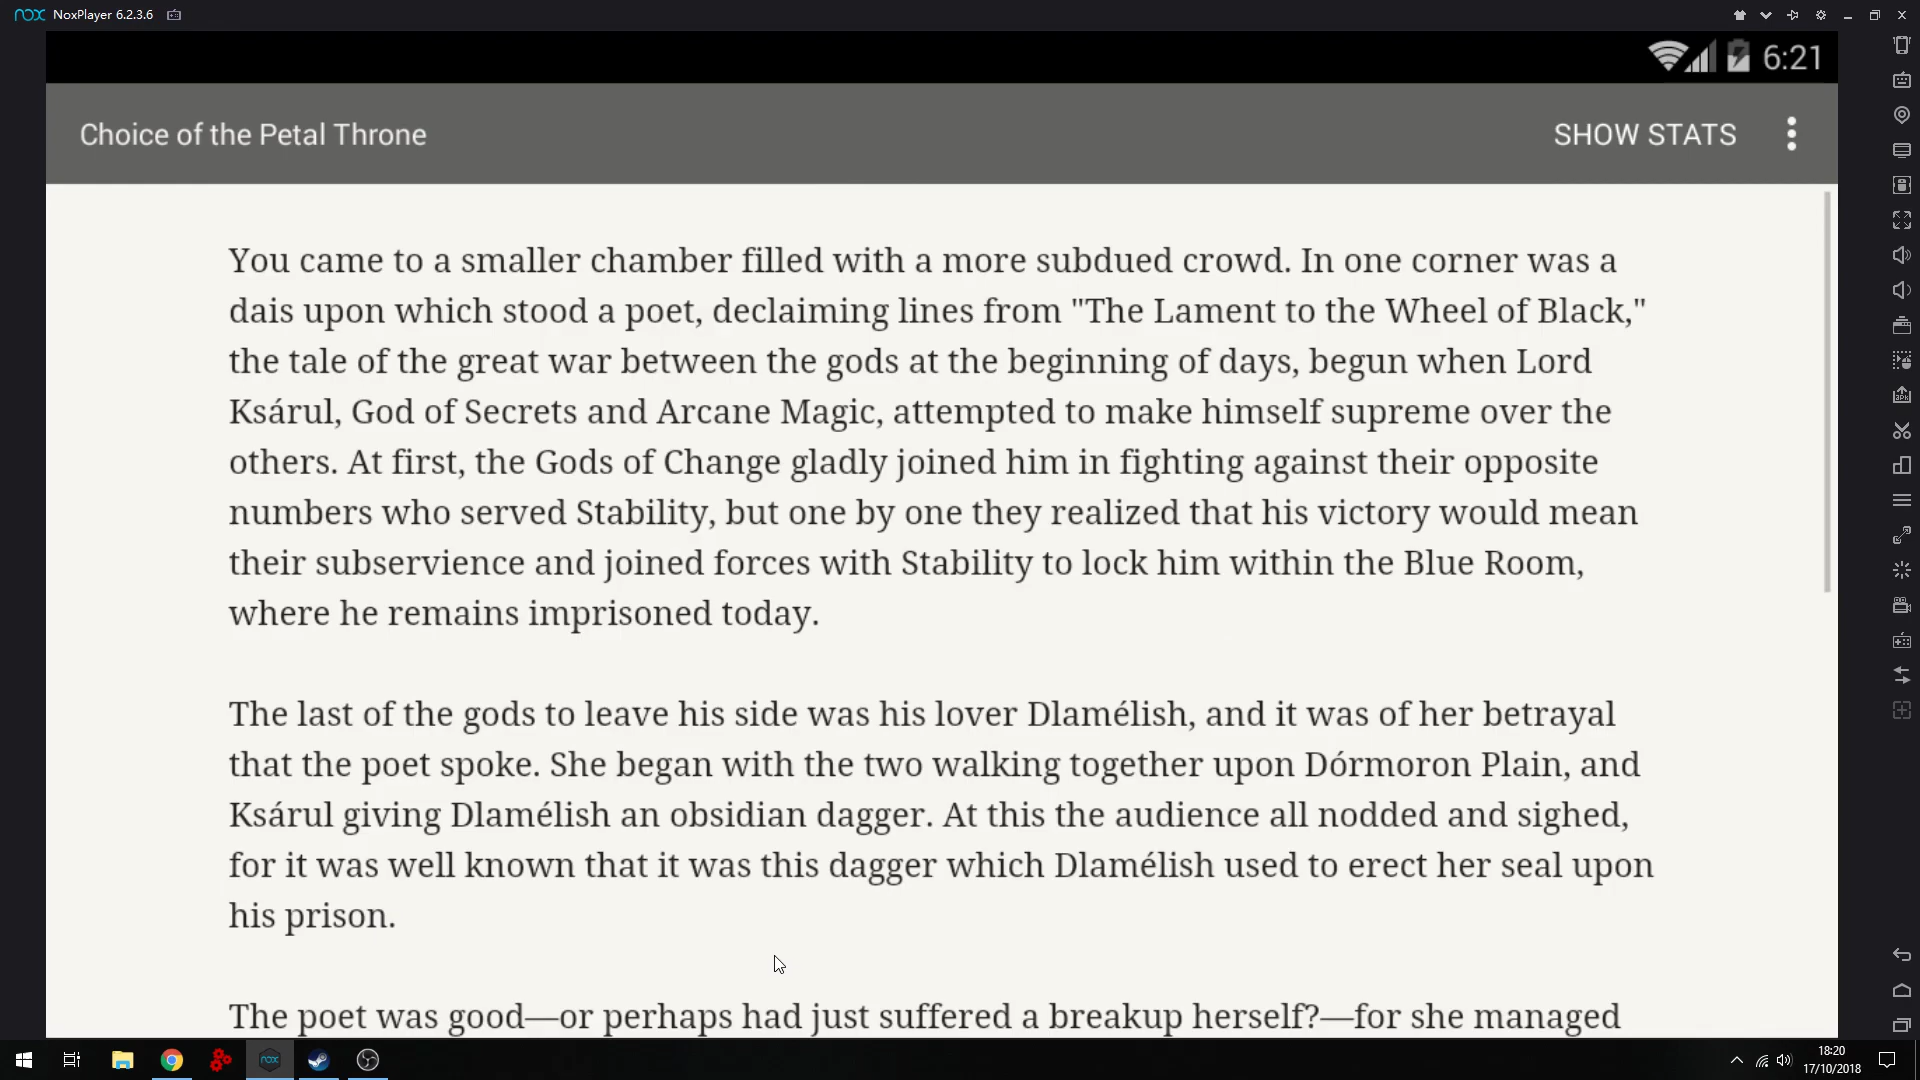 nox NoxPlayer 6.2.3.6
6:21
Choice of the Petal Throne
SHOW STATS
You came to a smaller chamber filled with a more subdued crowd. In one corner was a
dais upon which stood a poet, declaiming lines from "The Lament to the Wheel of Black,"
the tale of the great war between the gods at the beginning of days, begun when Lord
Ksárul, God of Secrets and Arcane Magic, attempted to make himself supreme over the
others. At first, the Gods of Change gladly joined him in fighting against their opposite
numbers who served Stability, but one by one they realized that his victory would mean
their subservience and joined forces with Stability to lock him within the Blue Room,
where he remains imprisoned today.
The last of the gods to leave his side was his lover Dlamélish, and it was of her betrayal
that the poet spoke. She began with the two walking together upon Dórmoron Plain, and
Ksárul giving Dlamélish an obsidian dagger. At this the audience all nodded and sighed,
for it was well known that it was this dagger which Dlamélish used to erect her seal upon
his prison.
The poet was good—or perhaps had just suffered a breakup herself?—for she managed
nox
18:20
17/10/2018